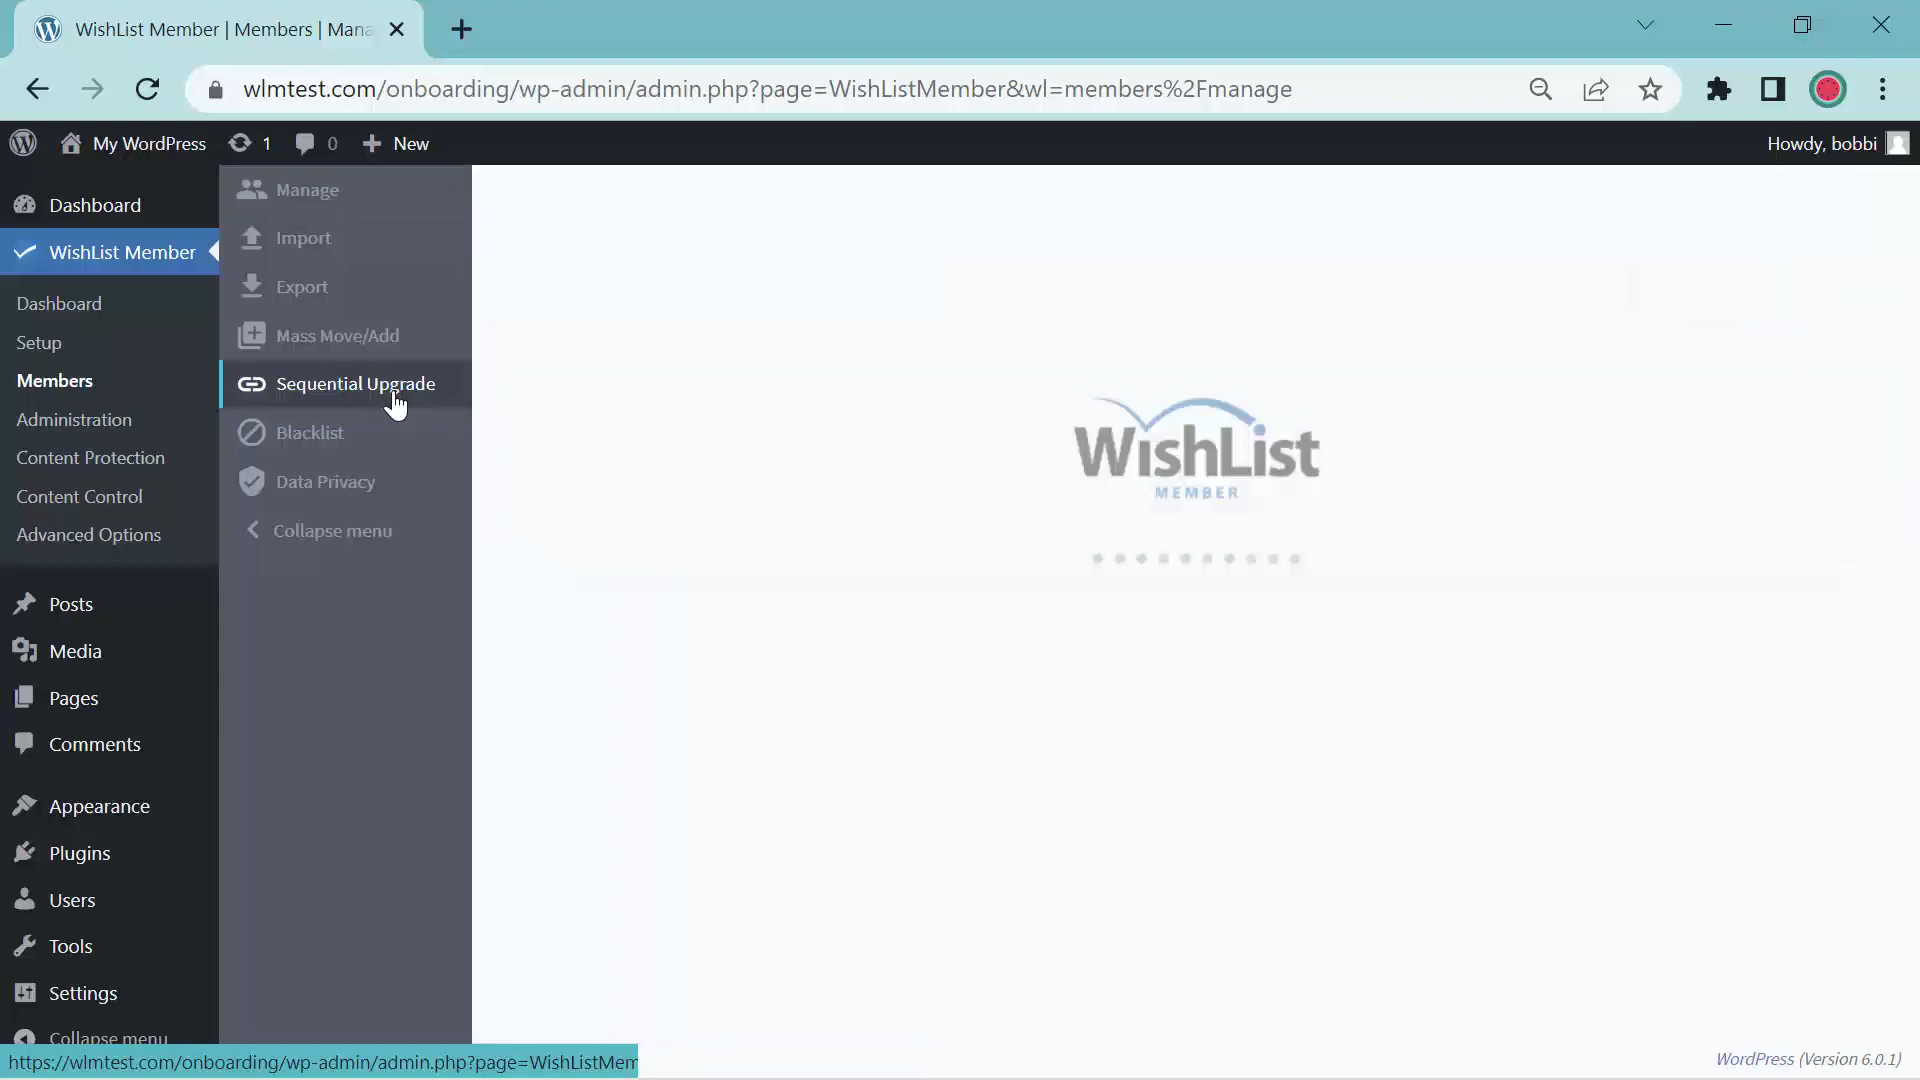 WishList Member | Members | Mana
wlmtest.com/onboarding/wp-admin/admin.php?page=WishListMember&wl=members%2Fmanage
My WordPress
1
0
New
Howdy, bobbi
Dashboard
WishList Member
Dashboard
Setup
Members
Administration
Content Protection
Content Control
Advanced Options
Posts
Media
Pages
Comments
Appearance
Plugins
Users
Tools
Settings
Collapse menu
Manage
Import
Export
Mass Move/Add
Sequential Upgrade
Blacklist
Data Privacy
Collapse menu
WishList
MEMBER
https://wlmtest.com/onboarding/wp-admin/admin.php?page=WishListMem
WordPress (Version 6.0.1)